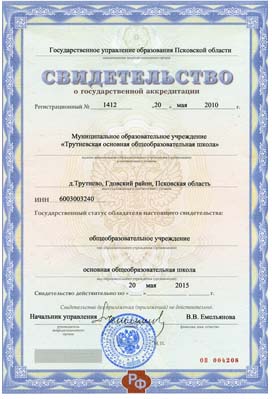 Государственное управление образования Псковской области
СВИДЕТЕЛЬСТВО
о государственной аккредитации
Регистрационный № 1412 „20 „ мая 2010 г.
Муниципальное образовательное учреждение
«Трутневская основная общеобразовательная школа»
д.Трутнево, Гдовский район, Псковская область
ИНН 6003003240
Государственный статус обладателя настоящего свидетельства:
общеобразовательное учреждение
основная общеобразовательная школа
Свидетельство действительно по « 20 мая 2015 г.
Свидетельство без приложения (приложений) не действительно.
Начальник управления В.В. Емельянова
М.П.
ОП 004208
РФ